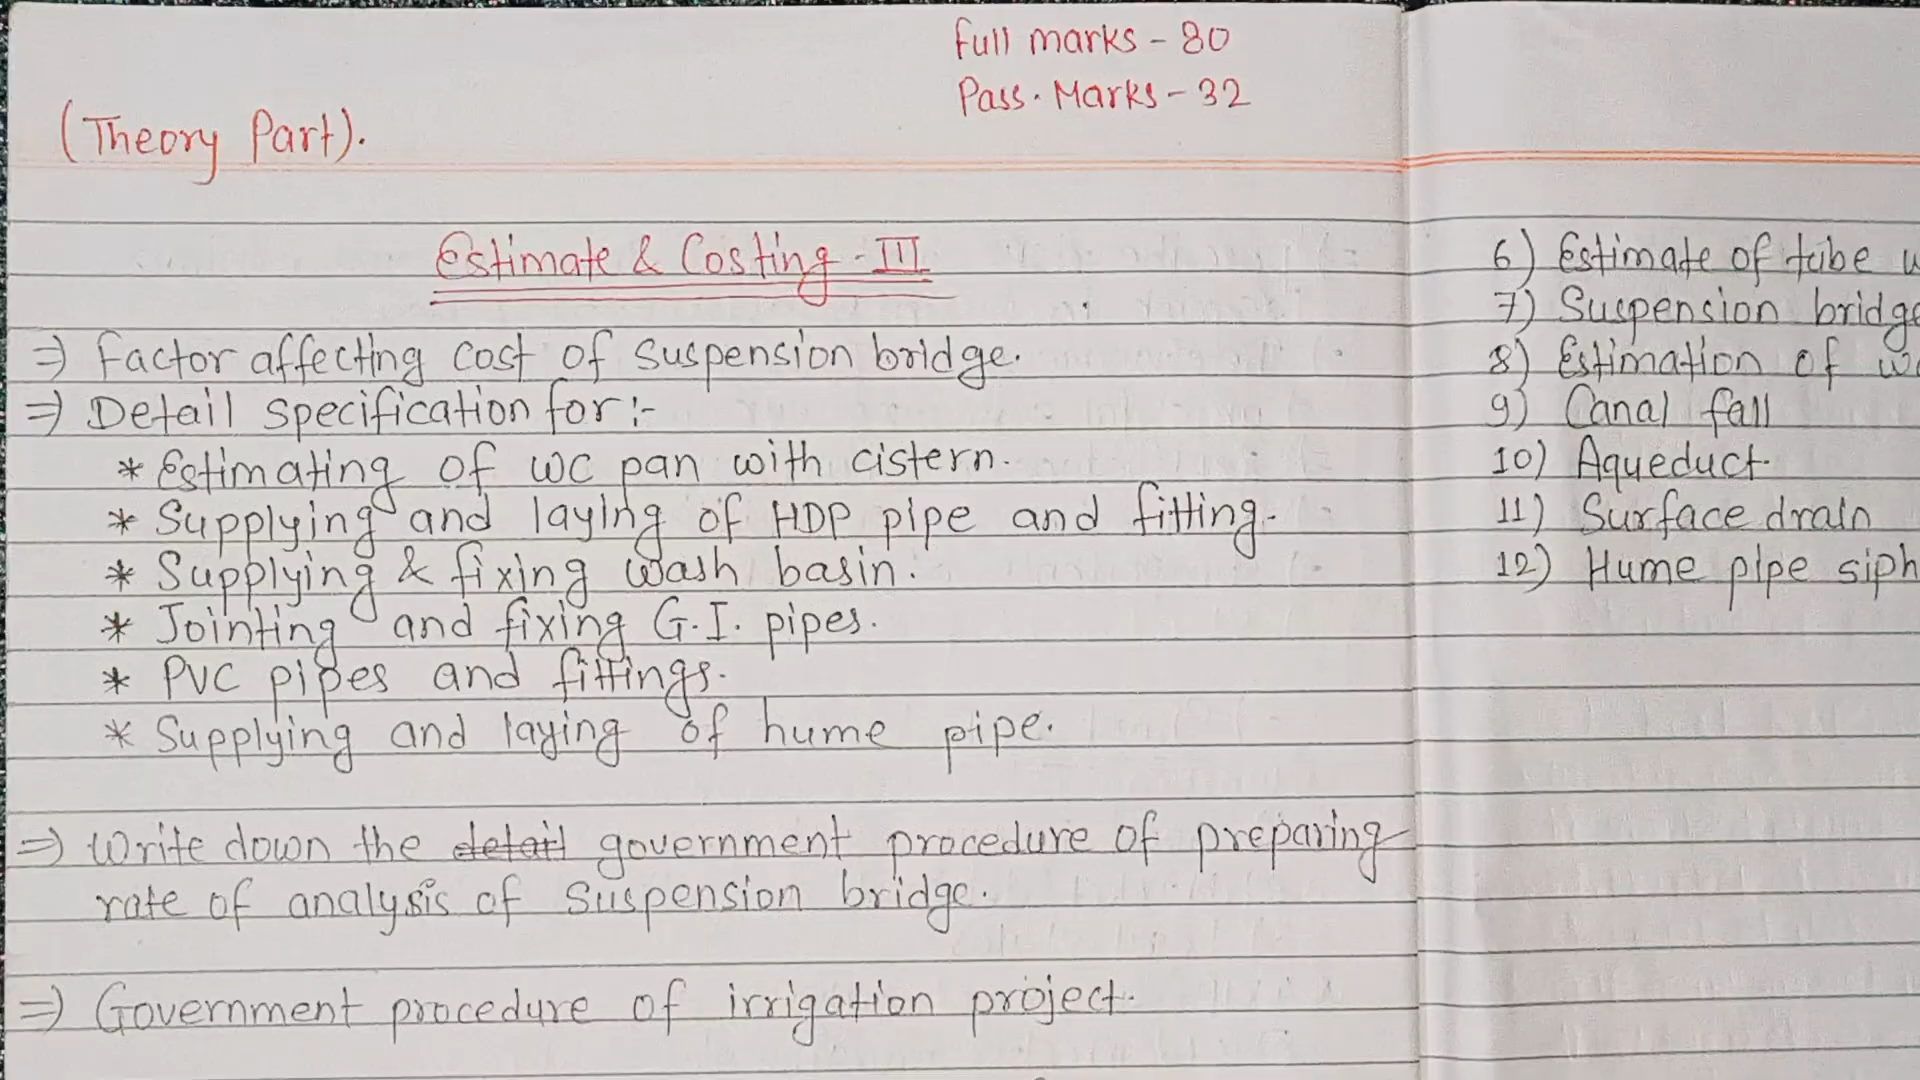 Full marks - 80
Pass. Marks - 32
(Theory Part).
Estimate & Costing - III
⇒ Factor affecting cost of suspension bridge.
⇒ Detail specification for:-
* Estimating of WC pan with cistern.
* Supplying and laying of HDP pipe and fitting.
* Supplying & fixing wash basin.
* Jointing and fixing G.I. pipes.
* PVC pipes and fittings.
* Supplying and laying of hume pipe.
⇒ Write down the detail government procedure of preparing
rate of analysis of suspension bridge.
⇒ Government procedure of irrigation project.
6) Estimate of tube
7) Suspension bridge
8) Estimation of
9) Canal fall
10) Aqueduct.
11) Surface drain
12) Hume pipe siph